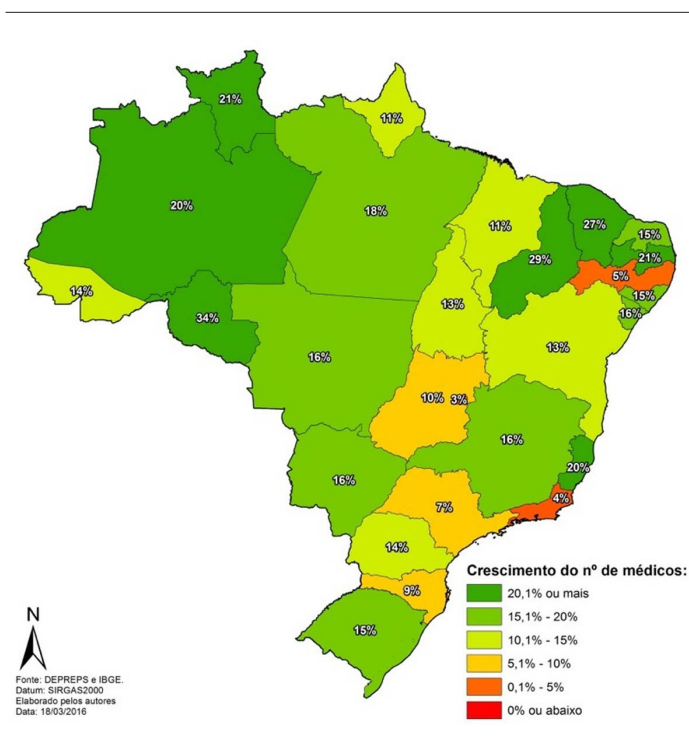 21%
11%
20%
18%
11%
29%
27%
15%
21%
5%
15%
16%
14%
34%
13%
13%
16%
10%
3%
16%
16%
20%
7%
4%
14%
9%
15%
Crescimento do nº de médicos:
20,1% ou mais
15,1% - 20%
10,1% - 15%
5,1% - 10%
0,1% - 5%
0% ou abaixo
N
Fonte: DEPREPS e IBGE.
Datum: SIRGAS2000
Elaborado pelos autores
Data: 18/03/2016